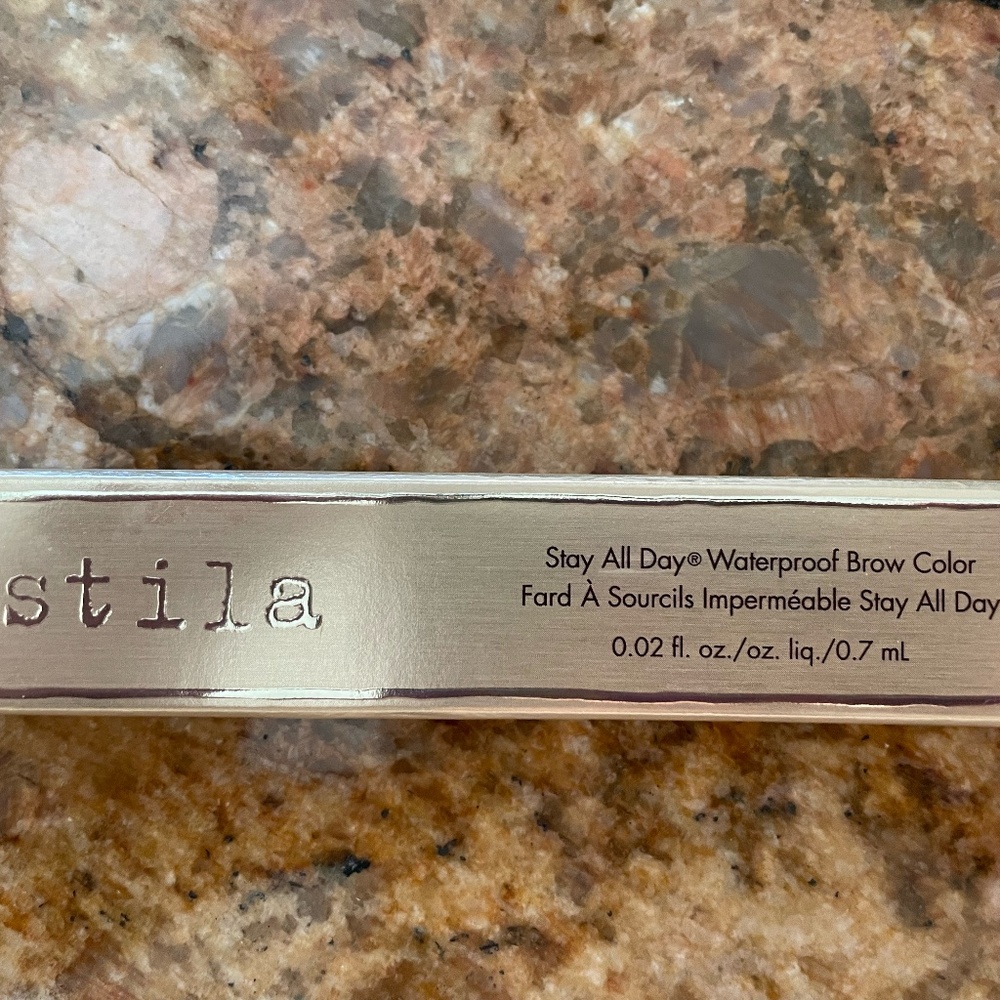 stila
Stay All Day® Waterproof Brow Color
Fard À Sourcils Imperméable Stay All Day
0.02 fl. oz./oz. liq./0.7 mL